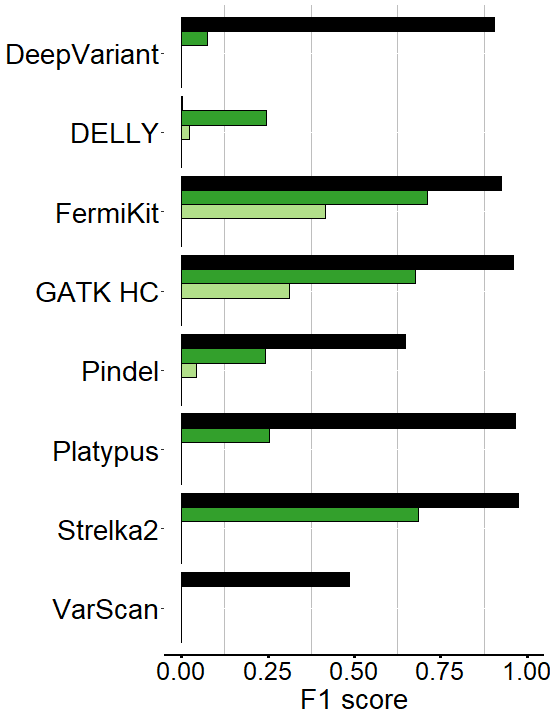 DeepVariant
DELLY
FermiKit
GATK HC
Pindel
Platypus
Strelka2
VarScan
0.00 0.25 0.50 0.75 1.00
F1 score